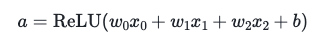 a = ReLU(w₀x₀ + w₁x₁ + w₂x₂ + b)